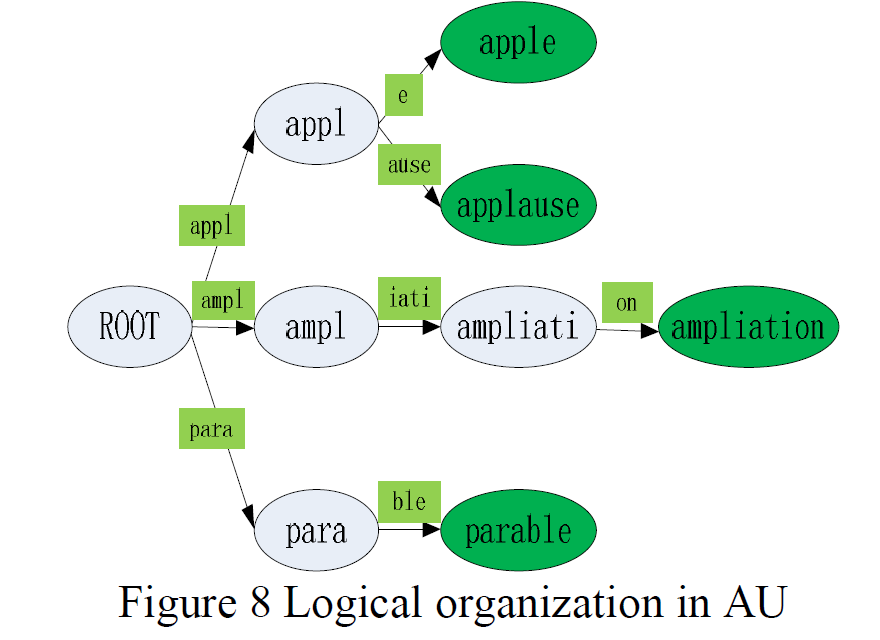 apple
e
appl
ause
applause
appl
ROOT
ampl
ampl
iati
ampliati
on
ampliation
para
para
ble
parable
Figure 8 Logical organization in AU